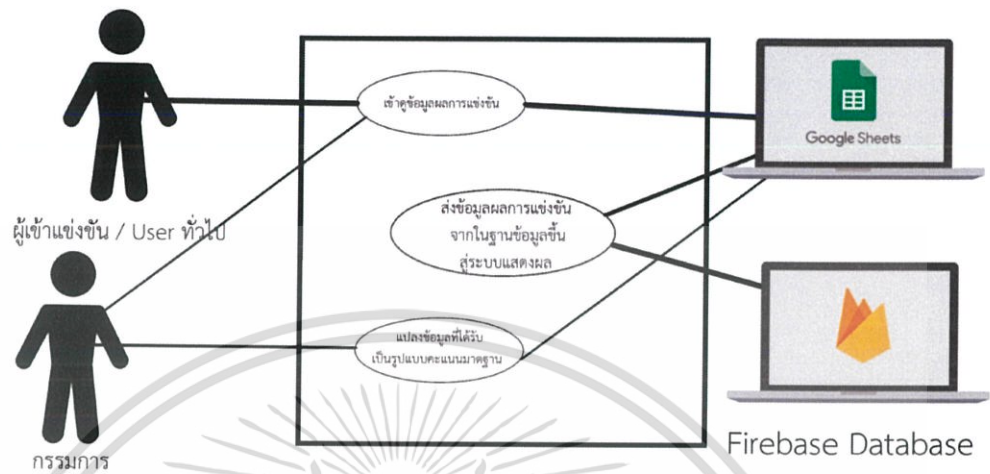 เข้าดูข้อมูลผลการแข่งขัน
Google Sheets
ผู้เข้าแข่งขัน / User ทั่วไป
ส่งข้อมูลผลการแข่งขัน
จากในฐานข้อมูลขึ้น
สู่ระบบแสดงผล
แปลงข้อมูลที่ได้รับ
เป็นรูปแบบคะแนนมาตฐาน
กรรมการ
Firebase Database